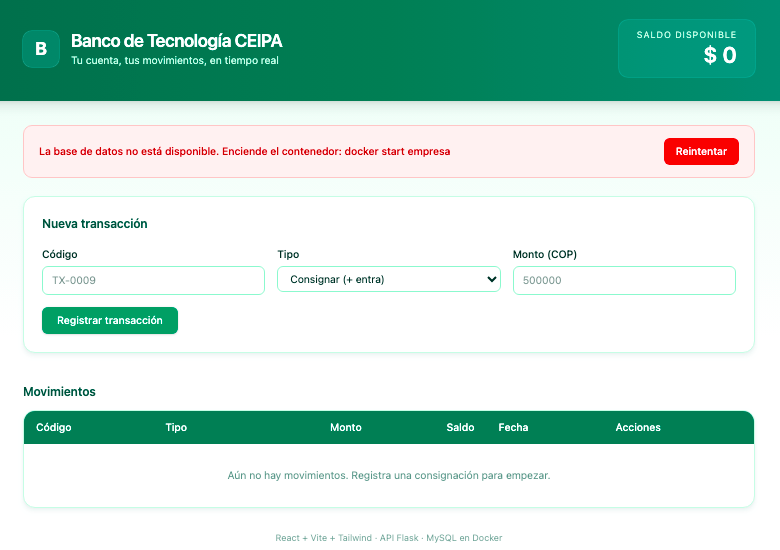 B
Banco de Tecnología CEIPA
Tu cuenta, tus movimientos, en tiempo real
SALDO DISPONIBLE
$ 0
La base de datos no está disponible. Enciende el contenedor: docker start empresa
Reintentar
Nueva transacción
Código Tipo Monto (COP)
TX-0009 Consignar (+ entra) 500000
Registrar transacción
Movimientos
Código Tipo Monto Saldo Fecha Acciones
Aún no hay movimientos. Registra una consignación para empezar.
React + Vite + Tailwind · API Flask · MySQL en Docker